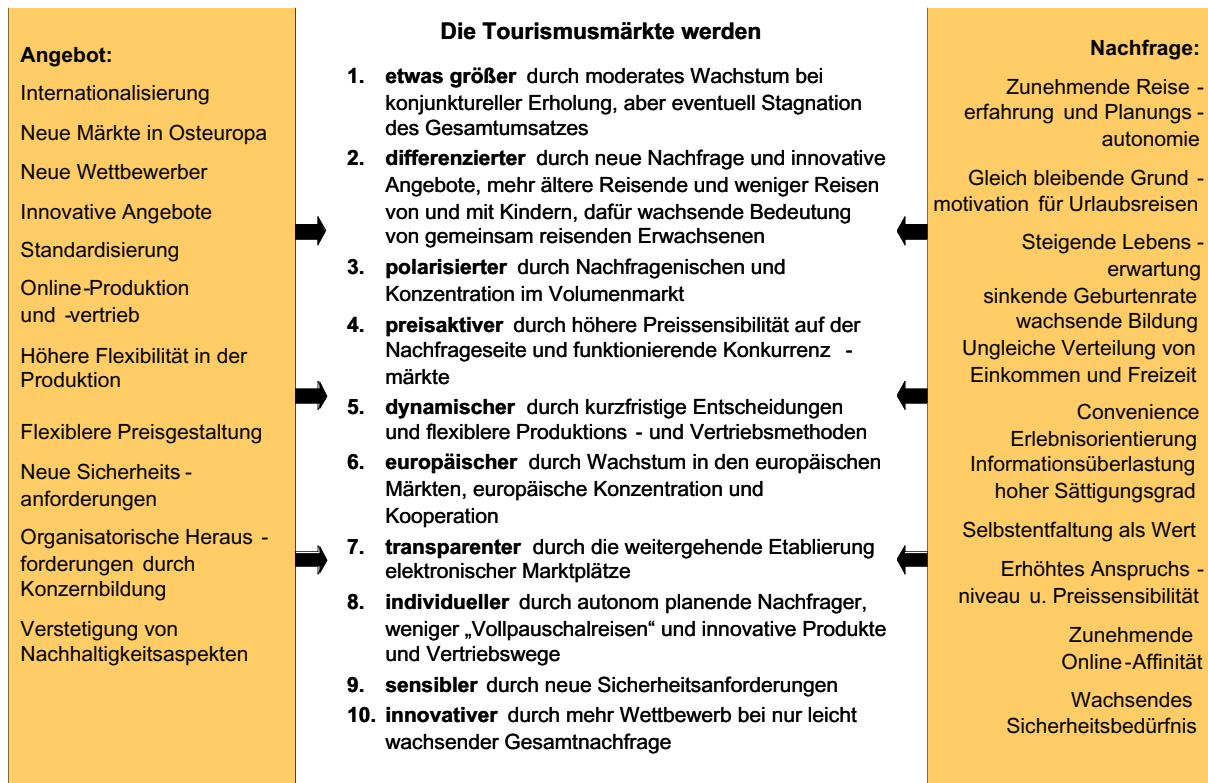 Angebot:
Internationalisierung
Neue Märkte in Osteuropa
Neue Wettbewerber
Innovative Angebote
Standardisierung
Online-Produktion
und -vertrieb
Höhere Flexibilität in der
Produktion
Flexiblere Preisgestaltung
Neue Sicherheits -
anforderungen
Organisatorische Heraus -
forderungen durch
Konzernbildung
Verstetigung von
Nachhaltigkeitsaspekten
Die Tourismusmärkte werden
1. etwas größer durch moderates Wachstum bei
konjunktureller Erholung, aber eventuell Stagnation
des Gesamtumsatzes
2. differenzierter durch neue Nachfrage und innovative
Angebote, mehr ältere Reisende und weniger Reisen
von und mit Kindern, dafür wachsende Bedeutung
von gemeinsam reisenden Erwachsenen
3. polarisierter durch Nachfragenischen und
Konzentration im Volumenmarkt
4. preisaktiver durch höhere Preissensibilität auf der
Nachfrageseite und funktionierende Konkurrenz -
märkte
5. dynamischer durch kurzfristige Entscheidungen
und flexiblere Produktions - und Vertriebsmethoden
6. europäischer durch Wachstum in den europäischen
Märkten, europäische Konzentration und
Kooperation
7. transparenter durch die weitergehende Etablierung
elektronischer Marktplätze
8. individueller durch autonom planende Nachfrager,
weniger „Vollpauschalreisen“ und innovative Produkte
und Vertriebswege
9. sensibler durch neue Sicherheitsanforderungen
10. innovativer durch mehr Wettbewerb bei nur leicht
wachsender Gesamtnachfrage
Nachfrage:
Zunehmende Reise -
erfahrung und Planungs -
autonomie
Gleich bleibende Grund -
motivation für Urlaubsreisen
Steigende Lebens -
erwartung
sinkende Geburtenrate
wachsende Bildung
Ungleiche Verteilung von
Einkommen und Freizeit
Convenience
Erlebnisorientierung
Informationsüberlastung
hoher Sättigungsgrad
Selbstentfaltung als Wert
Erhöhtes Anspruchs -
niveau u. Preissensibilität
Zunehmende
Online-Affinität
Wachsendes
Sicherheitsbedürfnis